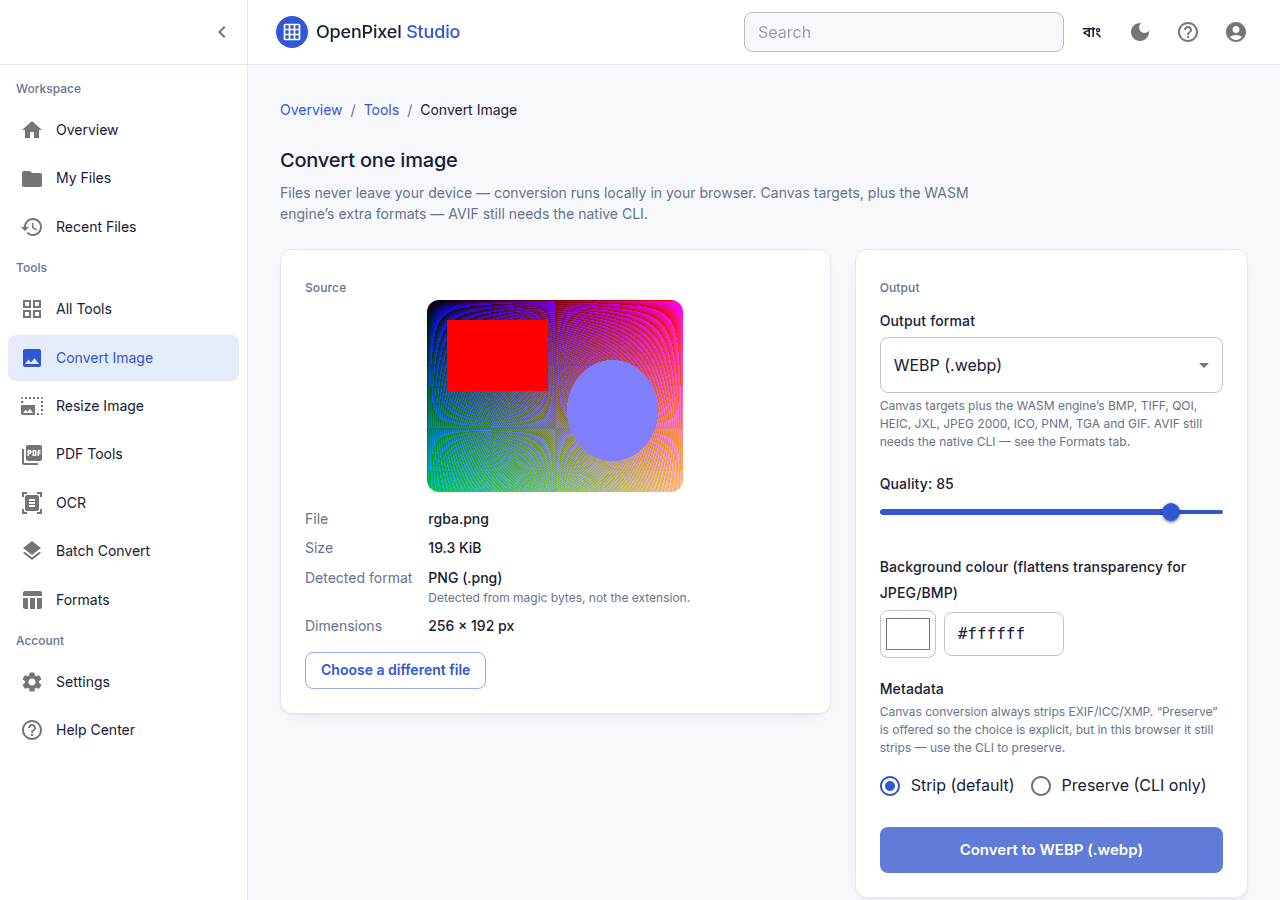 OpenPixel Studio
Search
বাং
Workspace
Overview
My Files
Recent Files
Tools
All Tools
Convert Image
Resize Image
PDF Tools
OCR
Batch Convert
Formats
Account
Settings
Help Center
Overview / Tools / Convert Image
Convert one image
Files never leave your device — conversion runs locally in your browser. Canvas targets, plus the WASM
engine’s extra formats — AVIF still needs the native CLI.
Source
File rgba.png
Size 19.3 KiB
Detected format PNG (.png)
Detected from magic bytes, not the extension.
Dimensions 256 × 192 px
Choose a different file
Output
Output format
WEBP (.webp)
Canvas targets plus the WASM engine’s BMP, TIFF, QOI,
HEIC, JXL, JPEG 2000, ICO, PNM, TGA and GIF. AVIF still
needs the native CLI — see the Formats tab.
Quality: 85
Background colour (flattens transparency for
JPEG/BMP)
#ffffff
Metadata
Canvas conversion always strips EXIF/ICC/XMP. “Preserve”
is offered so the choice is explicit, but in this browser it still
strips — use the CLI to preserve.
Strip (default) Preserve (CLI only)
Convert to WEBP (.webp)